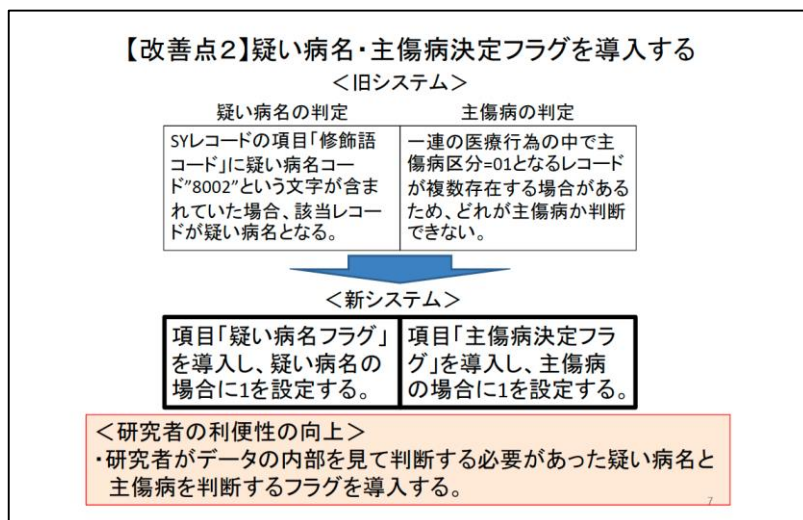 【改善点2】疑い病名・主傷病決定フラグを導入する
＜旧システム＞
疑い病名の判定
SYレコードの項目「修飾語
コード」に疑い病名コー
ド"8002"という文字が含ま
れていた場合、該当レコー
ドが疑い病名となる。
主傷病の判定
一連の医療行為の中で主
傷病区分=01となるレコード
が複数存在する場合がある
ため、どれが主傷病か判断
できない。
＜新システム＞
項目「疑い病名フラグ」
を導入し、疑い病名の
場合に1を設定する。
項目「主傷病決定フラ
グ」を導入し、主傷病
の場合に1を設定する。
＜研究者の利便性の向上＞
・研究者がデータの内部を見て判断する必要があった疑い病名と
主傷病を判断するフラグを導入する。
7